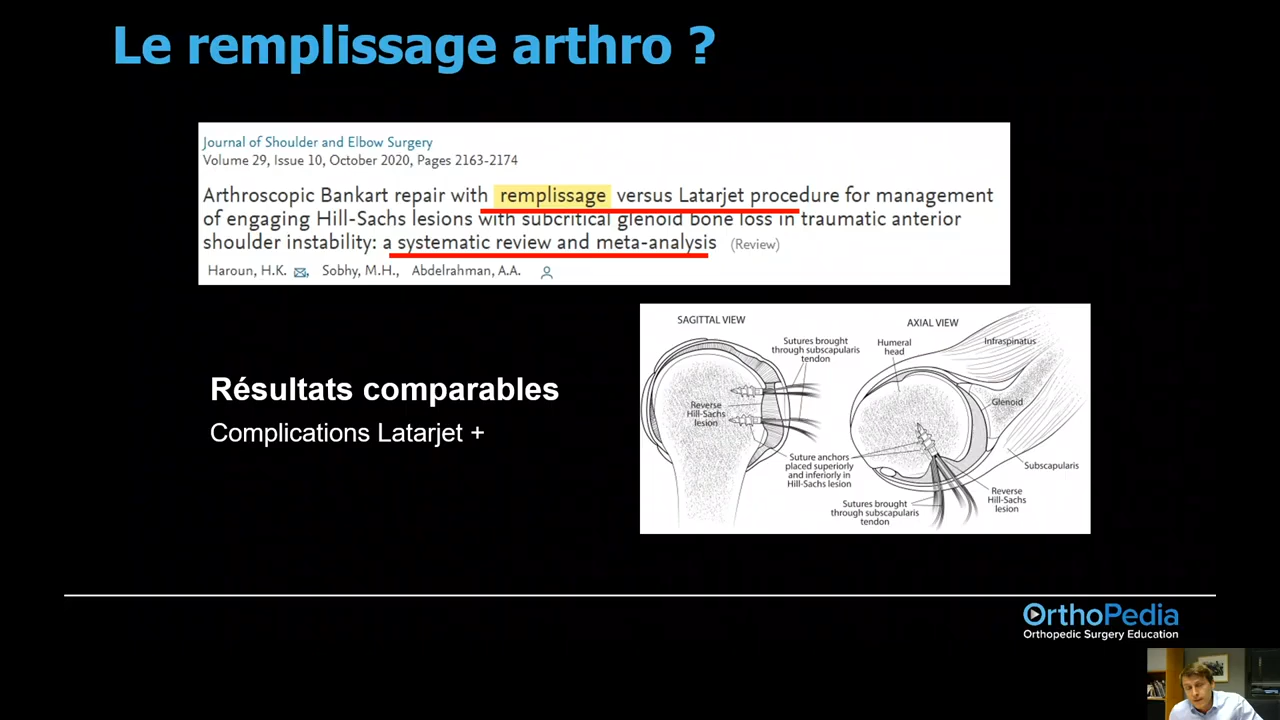 Le remplissage arthro ?
Journal of Shoulder and Elbow Surgery
Volume 29, Issue 10, October 2020, Pages 2163-2174
Arthroscopic Bankart repair with remplissage versus Latarjet procedure for management
of engaging Hill-Sachs lesions with subcritical glenoid bone loss in traumatic anterior
shoulder instability: a systematic review and meta-analysis (Review)
Haroun, H.K. , Sobhy, M.H., Abdelrahman, A.A.
Résultats comparables
Complications Latarjet +
SAGITTAL VIEW
Sutures brought
through subscapularis
tendon
Reverse
Hill-Sachs
lesion
Suture anchors
placed superiorly
and inferiorly in
Hill-Sachs lesion
AXIAL VIEW
Humeral
head
Infraspinatus
Glenoid
Subscapularis
Reverse
Hill-Sachs
lesion
Sutures brought
through subscapularis
tendon
OrthoPedia
Orthopedic Surgery Education